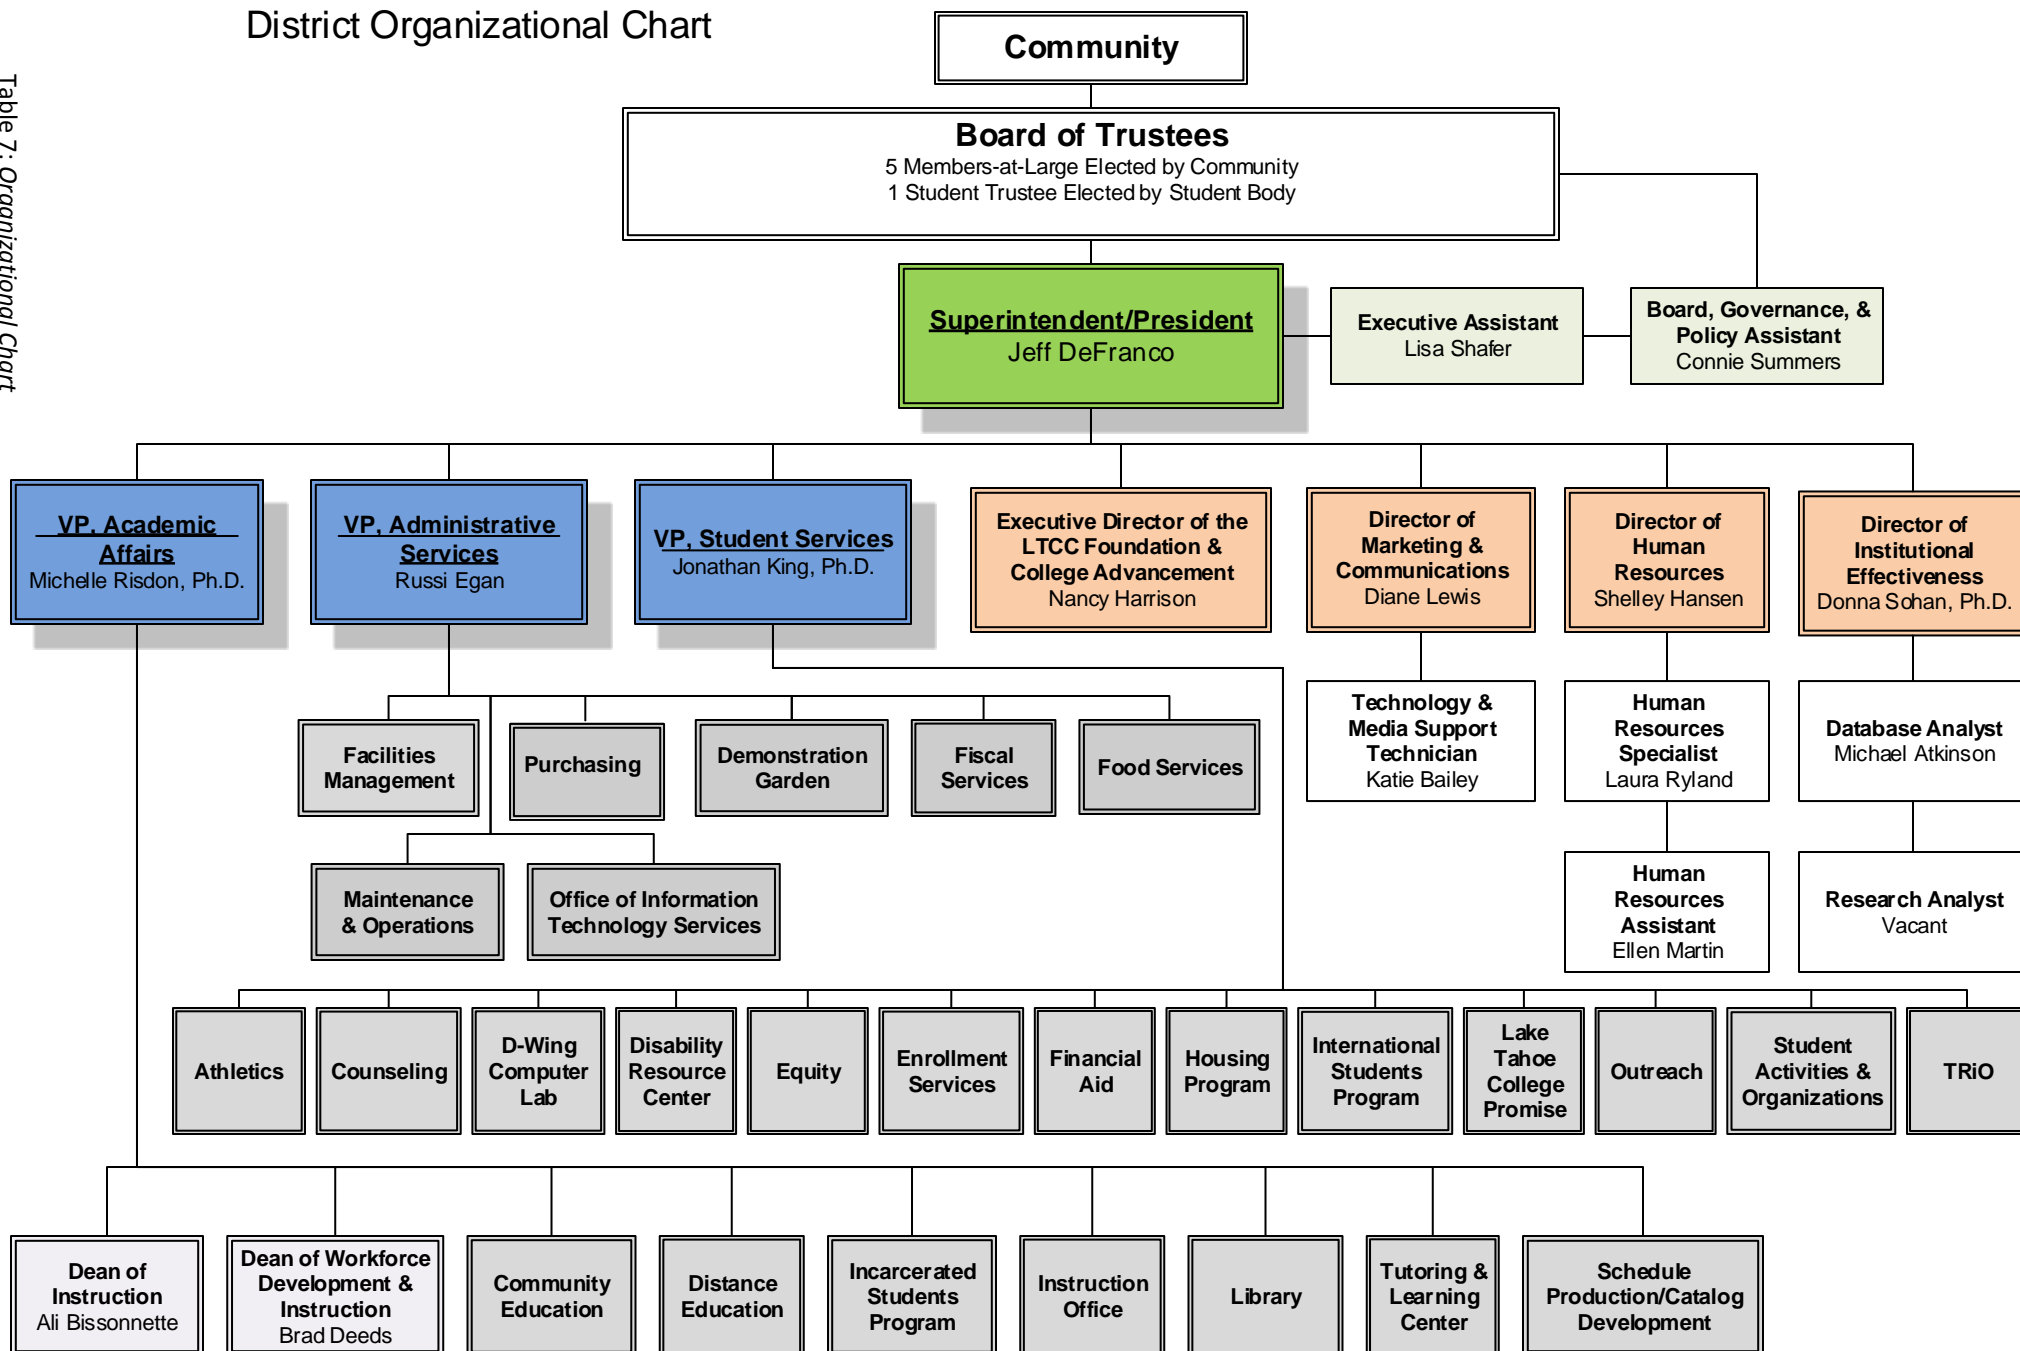 District Organizational Chart
Table 7: Organizational Chart
Community
Board of Trustees
5 Members-at-Large Elected by Community
1 Student Trustee Elected by Student Body
Superintendent/President
Jeff DeFranco
Executive Assistant
Lisa Shafer
Board, Governance, &
Policy Assistant
Connie Summers
VP, Academic
Affairs
Michelle Risdon, Ph.D.
VP, Administrative
Services
Russi Egan
VP, Student Services
Jonathan King, Ph.D.
Executive Director of the
LTCC Foundation &
College Advancement
Nancy Harrison
Director of
Marketing &
Communications
Diane Lewis
Director of
Human
Resources
Shelley Hansen
Director of
Institutional
Effectiveness
Donna Sohan, Ph.D.
Facilities
Management
Purchasing
Demonstration
Garden
Fiscal
Services
Food Services
Technology &
Media Support
Technician
Katie Bailey
Human
Resources
Specialist
Laura Ryland
Database Analyst
Michael Atkinson
Maintenance
& Operations
Office of Information
Technology Services
Human
Resources
Assistant
Ellen Martin
Research Analyst
Vacant
Athletics
Counseling
D-Wing
Computer
Lab
Disability
Resource
Center
Equity
Enrollment
Services
Financial
Aid
Housing
Program
International
Students
Program
Lake
Tahoe
College
Promise
Outreach
Student
Activities &
Organizations
TRiO
Dean of
Instruction
Ali Bissonnette
Dean of Workforce
Development &
Instruction
Brad Deeds
Community
Education
Distance
Education
Incarcerated
Students
Program
Instruction
Office
Library
Tutoring &
Learning
Center
Schedule
Production/Catalog
Development